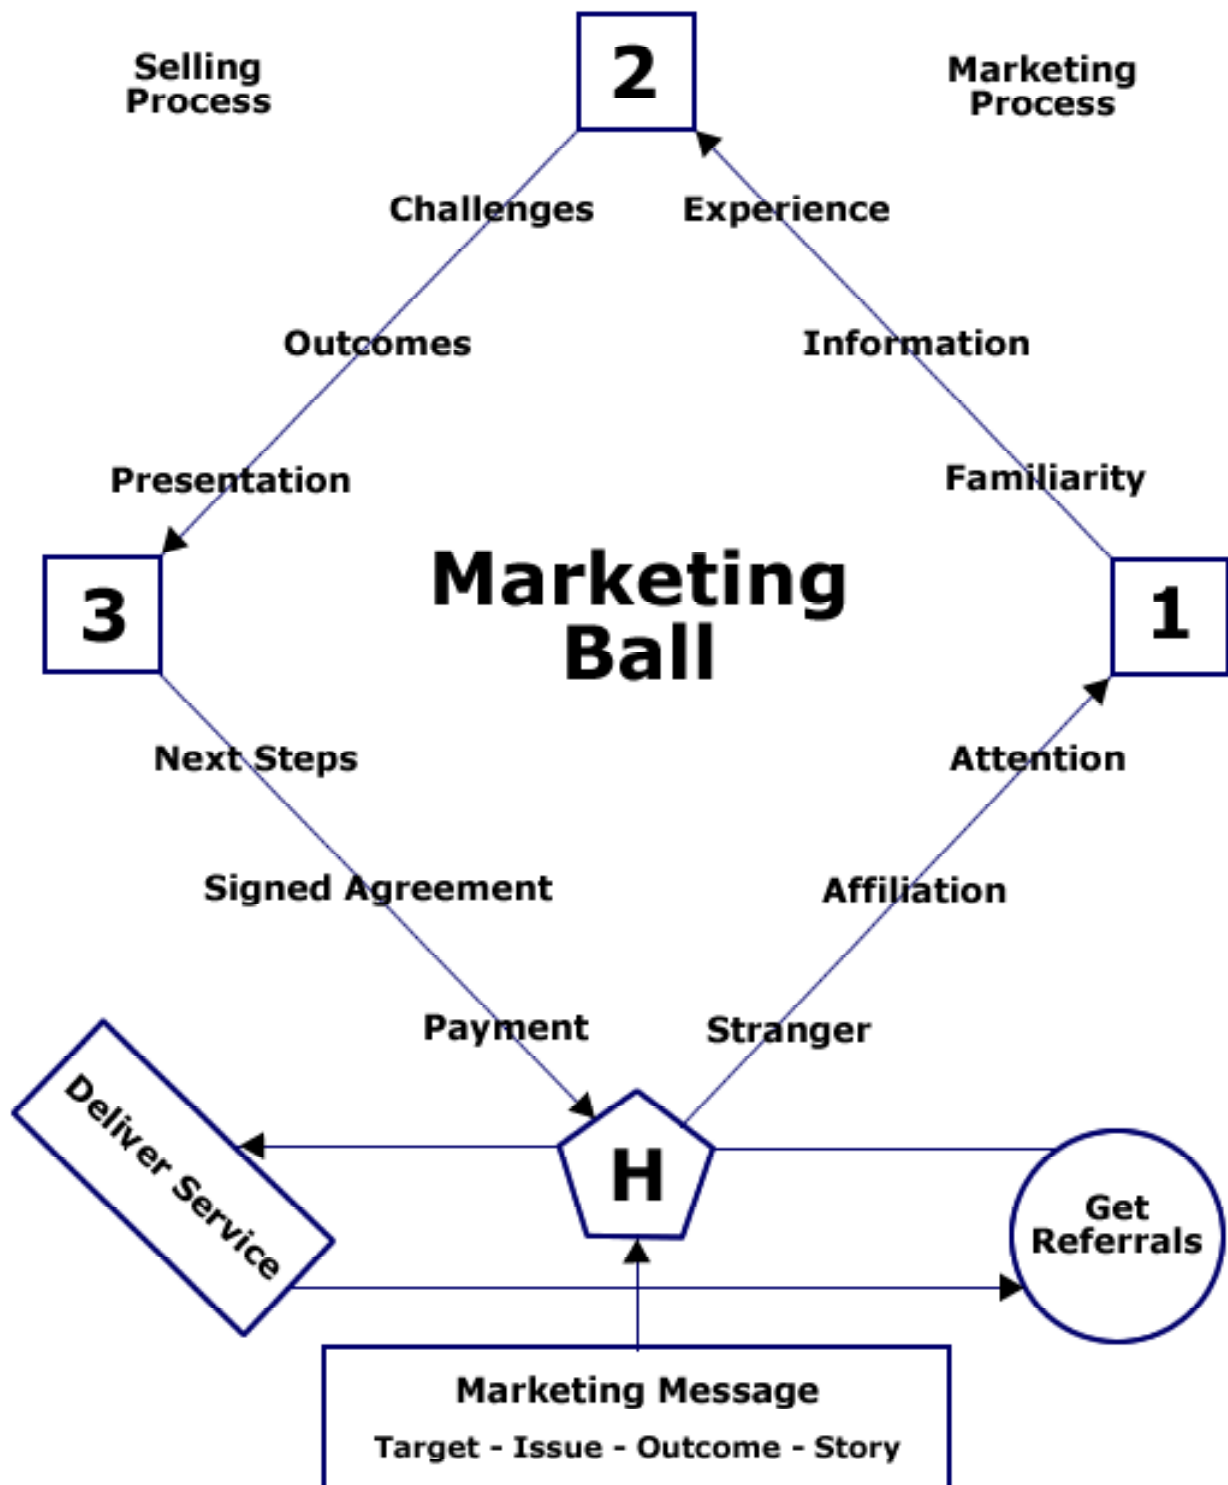 Selling
Process
2
Marketing
Process
Challenges
Experience
Outcomes
Information
Presentation
Familiarity
3
Marketing
Ball
1
Next Steps
Attention
Signed Agreement
Affiliation
Payment
Stranger
Deliver Service
H
Get
Referrals
Marketing Message
Target - Issue - Outcome - Story